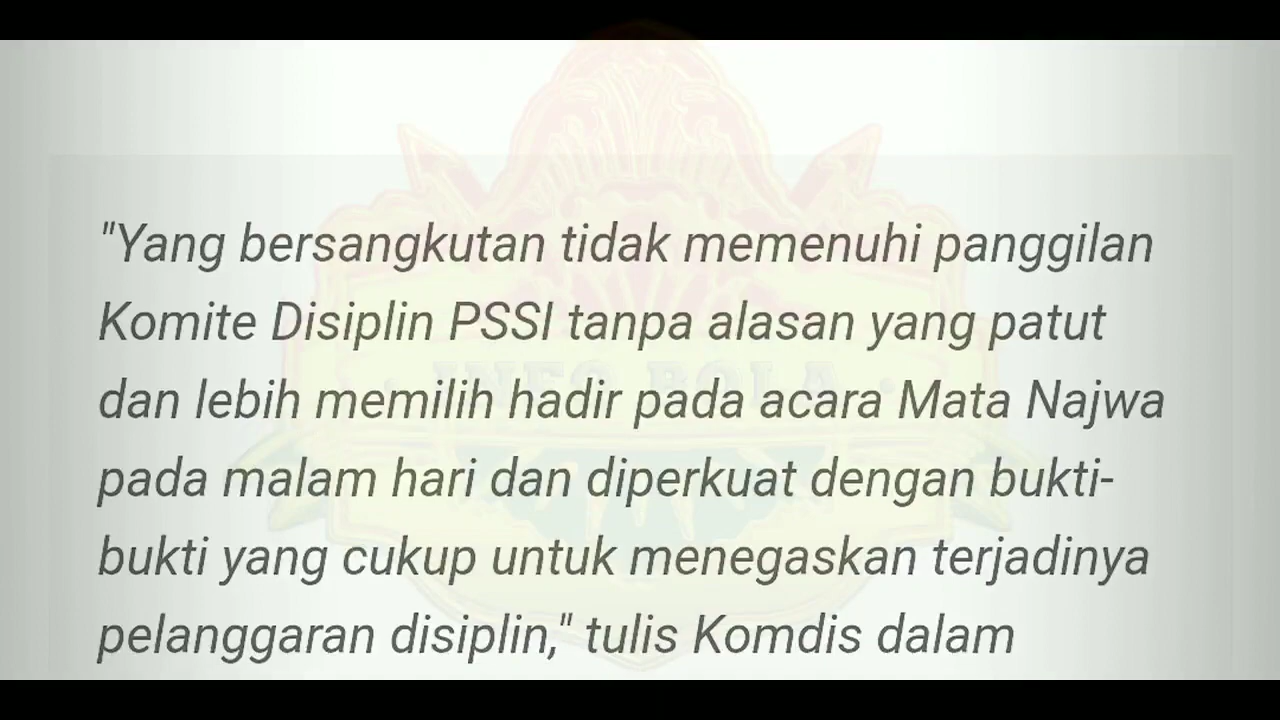 "Yang bersangkutan tidak memenuhi panggilan
Komite Disiplin PSSI tanpa alasan yang patut
dan lebih memilih hadir pada acara Mata Najwa
pada malam hari dan diperkuat dengan bukti-
bukti yang cukup untuk menegaskan terjadinya
pelanggaran disiplin," tulis Komdis dalam
INFO BOLA